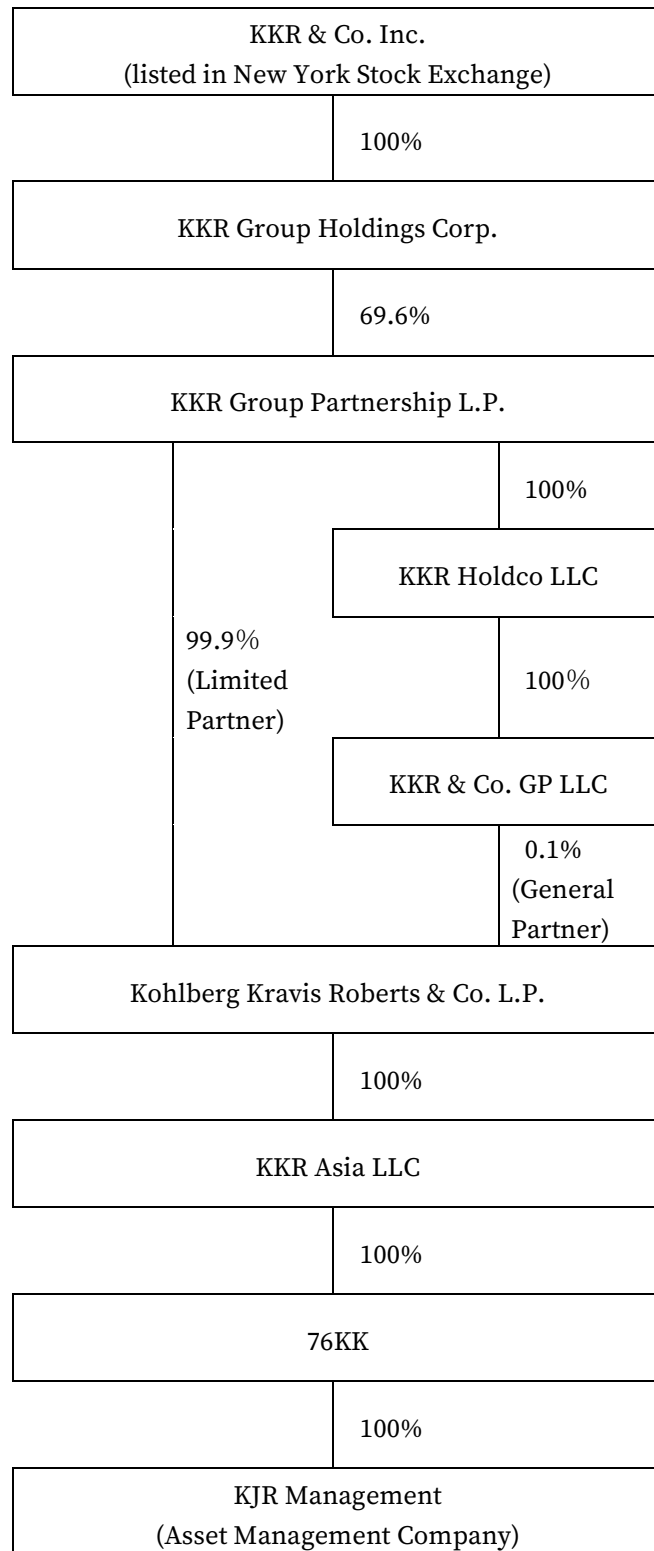 KKR & Co. Inc.
(listed in New York Stock Exchange)
100%
KKR Group Holdings Corp.
69.6%
KKR Group Partnership L.P.
100%
KKR Holdco LLC
99.9%
(Limited
Partner)
100%
KKR & Co. GP LLC
0.1%
(General
Partner)
Kohlberg Kravis Roberts & Co. L.P.
100%
KKR Asia LLC
100%
76KK
100%
KJR Management
(Asset Management Company)